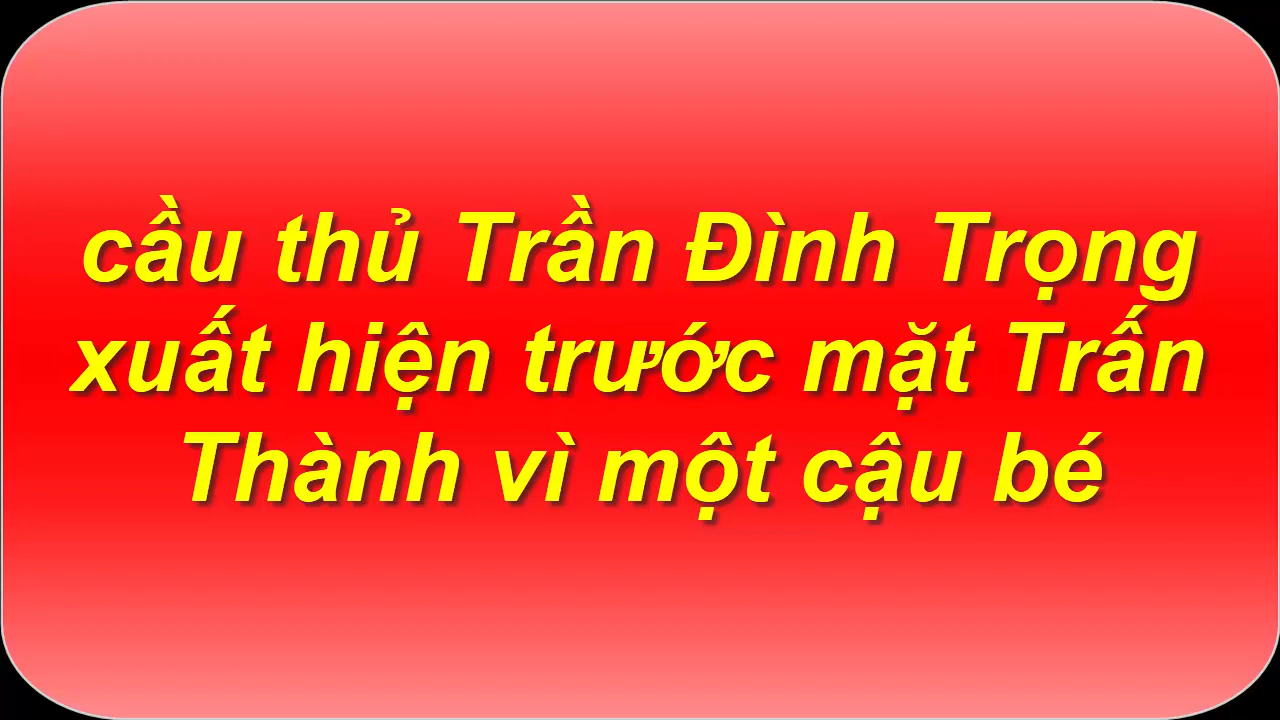 cầu thủ Trần Đình Trọng
xuất hiện trước mặt Trấn
Thành vì một cậu bé